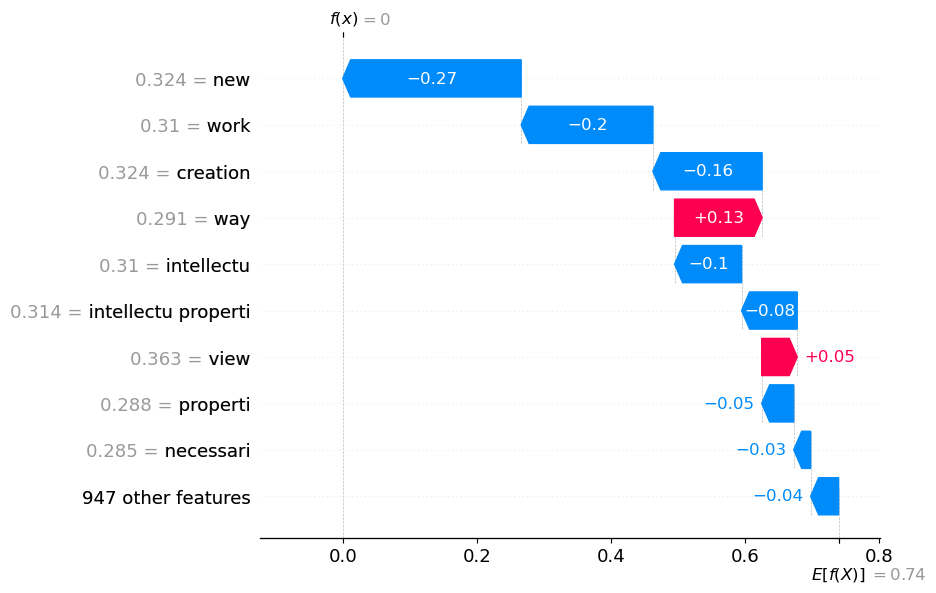 f(x) = 0
0.324 = new −0.27
0.31 = work −0.2
0.324 = creation −0.16
0.291 = way +0.13
0.31 = intellectu −0.1
0.314 = intellectu properti −0.08
0.363 = view +0.05
0.288 = properti −0.05
0.285 = necessari −0.03
947 other features −0.04
0.0 0.2 0.4 0.6 0.8
E[f(X)] = 0.74